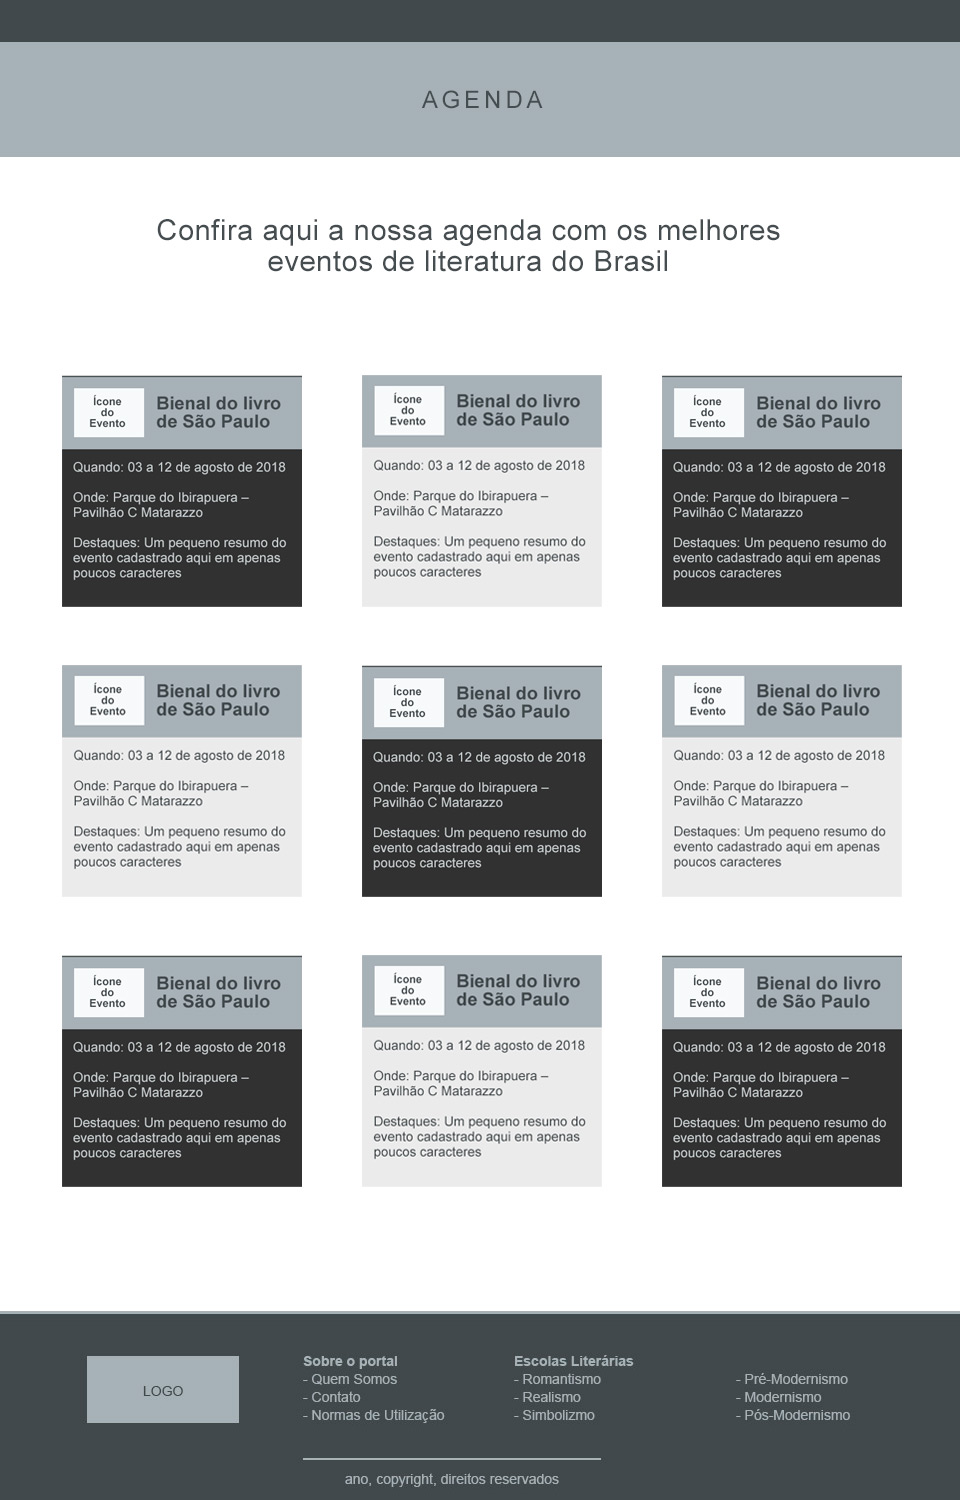 AGENDA
Confira aqui a nossa agenda com os melhores
eventos de literatura do Brasil
Ícone
do
Evento
Bienal do livro
de São Paulo
Quando: 03 a 12 de agosto de 2018
Onde: Parque do Ibirapuera –
Pavilhão C Matarazzo
Destaques: Um pequeno resumo do
evento cadastrado aqui em apenas
poucos caracteres
Ícone
do
Evento
Bienal do livro
de São Paulo
Quando: 03 a 12 de agosto de 2018
Onde: Parque do Ibirapuera –
Pavilhão C Matarazzo
Destaques: Um pequeno resumo do
evento cadastrado aqui em apenas
poucos caracteres
Ícone
do
Evento
Bienal do livro
de São Paulo
Quando: 03 a 12 de agosto de 2018
Onde: Parque do Ibirapuera –
Pavilhão C Matarazzo
Destaques: Um pequeno resumo do
evento cadastrado aqui em apenas
poucos caracteres
Ícone
do
Evento
Bienal do livro
de São Paulo
Quando: 03 a 12 de agosto de 2018
Onde: Parque do Ibirapuera –
Pavilhão C Matarazzo
Destaques: Um pequeno resumo do
evento cadastrado aqui em apenas
poucos caracteres
Ícone
do
Evento
Bienal do livro
de São Paulo
Quando: 03 a 12 de agosto de 2018
Onde: Parque do Ibirapuera –
Pavilhão C Matarazzo
Destaques: Um pequeno resumo do
evento cadastrado aqui em apenas
poucos caracteres
Ícone
do
Evento
Bienal do livro
de São Paulo
Quando: 03 a 12 de agosto de 2018
Onde: Parque do Ibirapuera –
Pavilhão C Matarazzo
Destaques: Um pequeno resumo do
evento cadastrado aqui em apenas
poucos caracteres
Ícone
do
Evento
Bienal do livro
de São Paulo
Quando: 03 a 12 de agosto de 2018
Onde: Parque do Ibirapuera –
Pavilhão C Matarazzo
Destaques: Um pequeno resumo do
evento cadastrado aqui em apenas
poucos caracteres
Ícone
do
Evento
Bienal do livro
de São Paulo
Quando: 03 a 12 de agosto de 2018
Onde: Parque do Ibirapuera –
Pavilhão C Matarazzo
Destaques: Um pequeno resumo do
evento cadastrado aqui em apenas
poucos caracteres
Ícone
do
Evento
Bienal do livro
de São Paulo
Quando: 03 a 12 de agosto de 2018
Onde: Parque do Ibirapuera –
Pavilhão C Matarazzo
Destaques: Um pequeno resumo do
evento cadastrado aqui em apenas
poucos caracteres
LOGO
Sobre o portal
- Quem Somos
- Contato
- Normas de Utilização
Escolas Literárias
- Romantismo
- Realismo
- Simbolizmo
- Pré-Modernismo
- Modernismo
- Pós-Modernismo
ano, copyright, direitos reservados